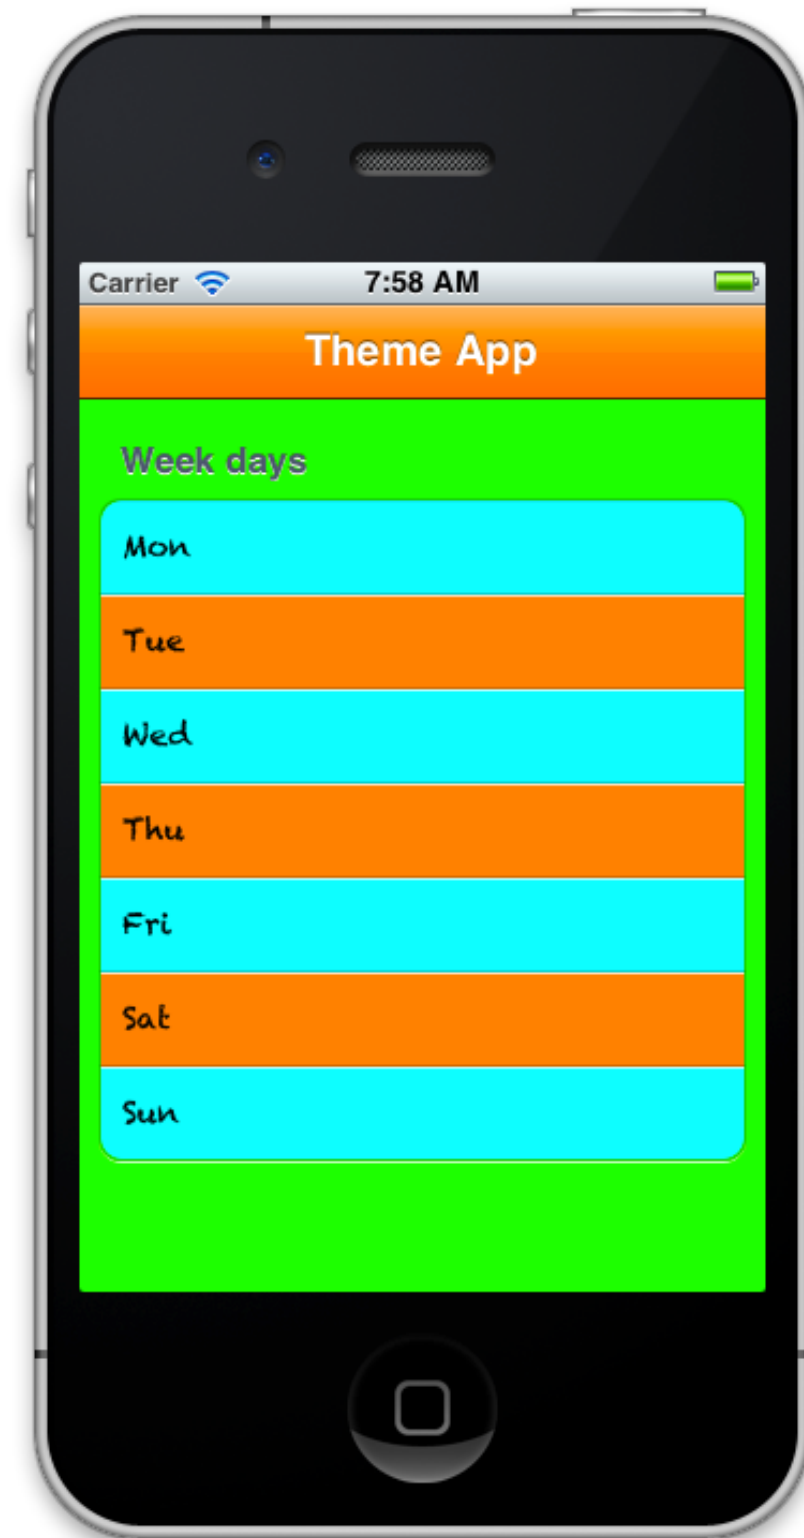 Carrier 7:58 AM
Theme App
Week days
Mon
Tue
Wed
Thu
Fri
Sat
Sun